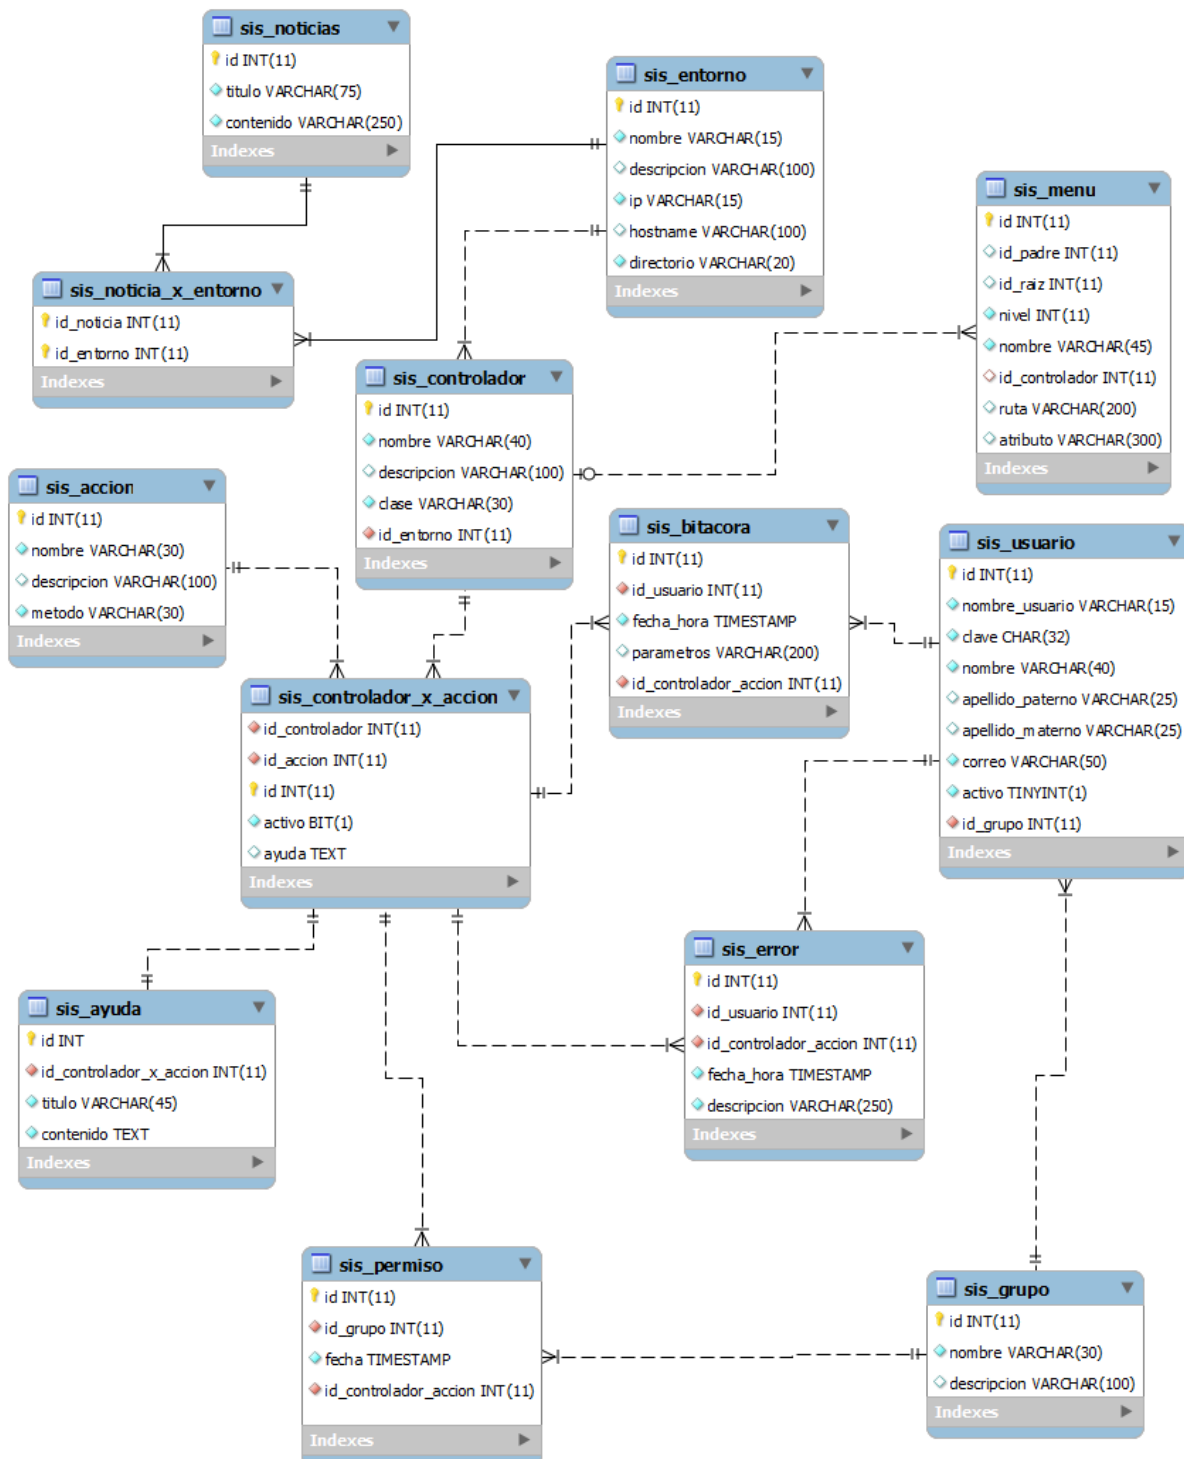 sis_noticias
id INT(11)
titulo VARCHAR(75)
contenido VARCHAR(250)
Indexes
sis_entorno
id INT(11)
nombre VARCHAR(15)
descripcion VARCHAR(100)
ip VARCHAR(15)
hostname VARCHAR(100)
directorio VARCHAR(20)
Indexes
sis_menu
id INT(11)
id_padre INT(11)
id_raiz INT(11)
nivel INT(11)
nombre VARCHAR(45)
id_controlador INT(11)
ruta VARCHAR(200)
atributo VARCHAR(300)
Indexes
sis_noticia_x_entorno
id_noticia INT(11)
id_entorno INT(11)
Indexes
sis_controlador
id INT(11)
nombre VARCHAR(40)
descripcion VARCHAR(100)
clase VARCHAR(30)
id_entorno INT(11)
Indexes
sis_accion
id INT(11)
nombre VARCHAR(30)
descripcion VARCHAR(100)
metodo VARCHAR(30)
Indexes
sis_bitacora
id INT(11)
id_usuario INT(11)
fecha_hora TIMESTAMP
parametros VARCHAR(200)
id_controlador_accion INT(11)
Indexes
sis_usuario
id INT(11)
nombre_usuario VARCHAR(15)
clave CHAR(32)
nombre VARCHAR(40)
apellido_paterno VARCHAR(25)
apellido_materno VARCHAR(25)
correo VARCHAR(50)
activo TINYINT(1)
id_grupo INT(11)
Indexes
sis_controlador_x_accion
id_controlador INT(11)
id_accion INT(11)
id INT(11)
activo BIT(1)
ayuda TEXT
Indexes
sis_error
id INT(11)
id_usuario INT(11)
id_controlador_accion INT(11)
fecha_hora TIMESTAMP
descripcion VARCHAR(250)
Indexes
sis_ayuda
id INT
id_controlador_x_accion INT(11)
titulo VARCHAR(45)
contenido TEXT
Indexes
sis_permiso
id INT(11)
id_grupo INT(11)
fecha TIMESTAMP
id_controlador_accion INT(11)
Indexes
sis_grupo
id INT(11)
nombre VARCHAR(30)
descripcion VARCHAR(100)
Indexes